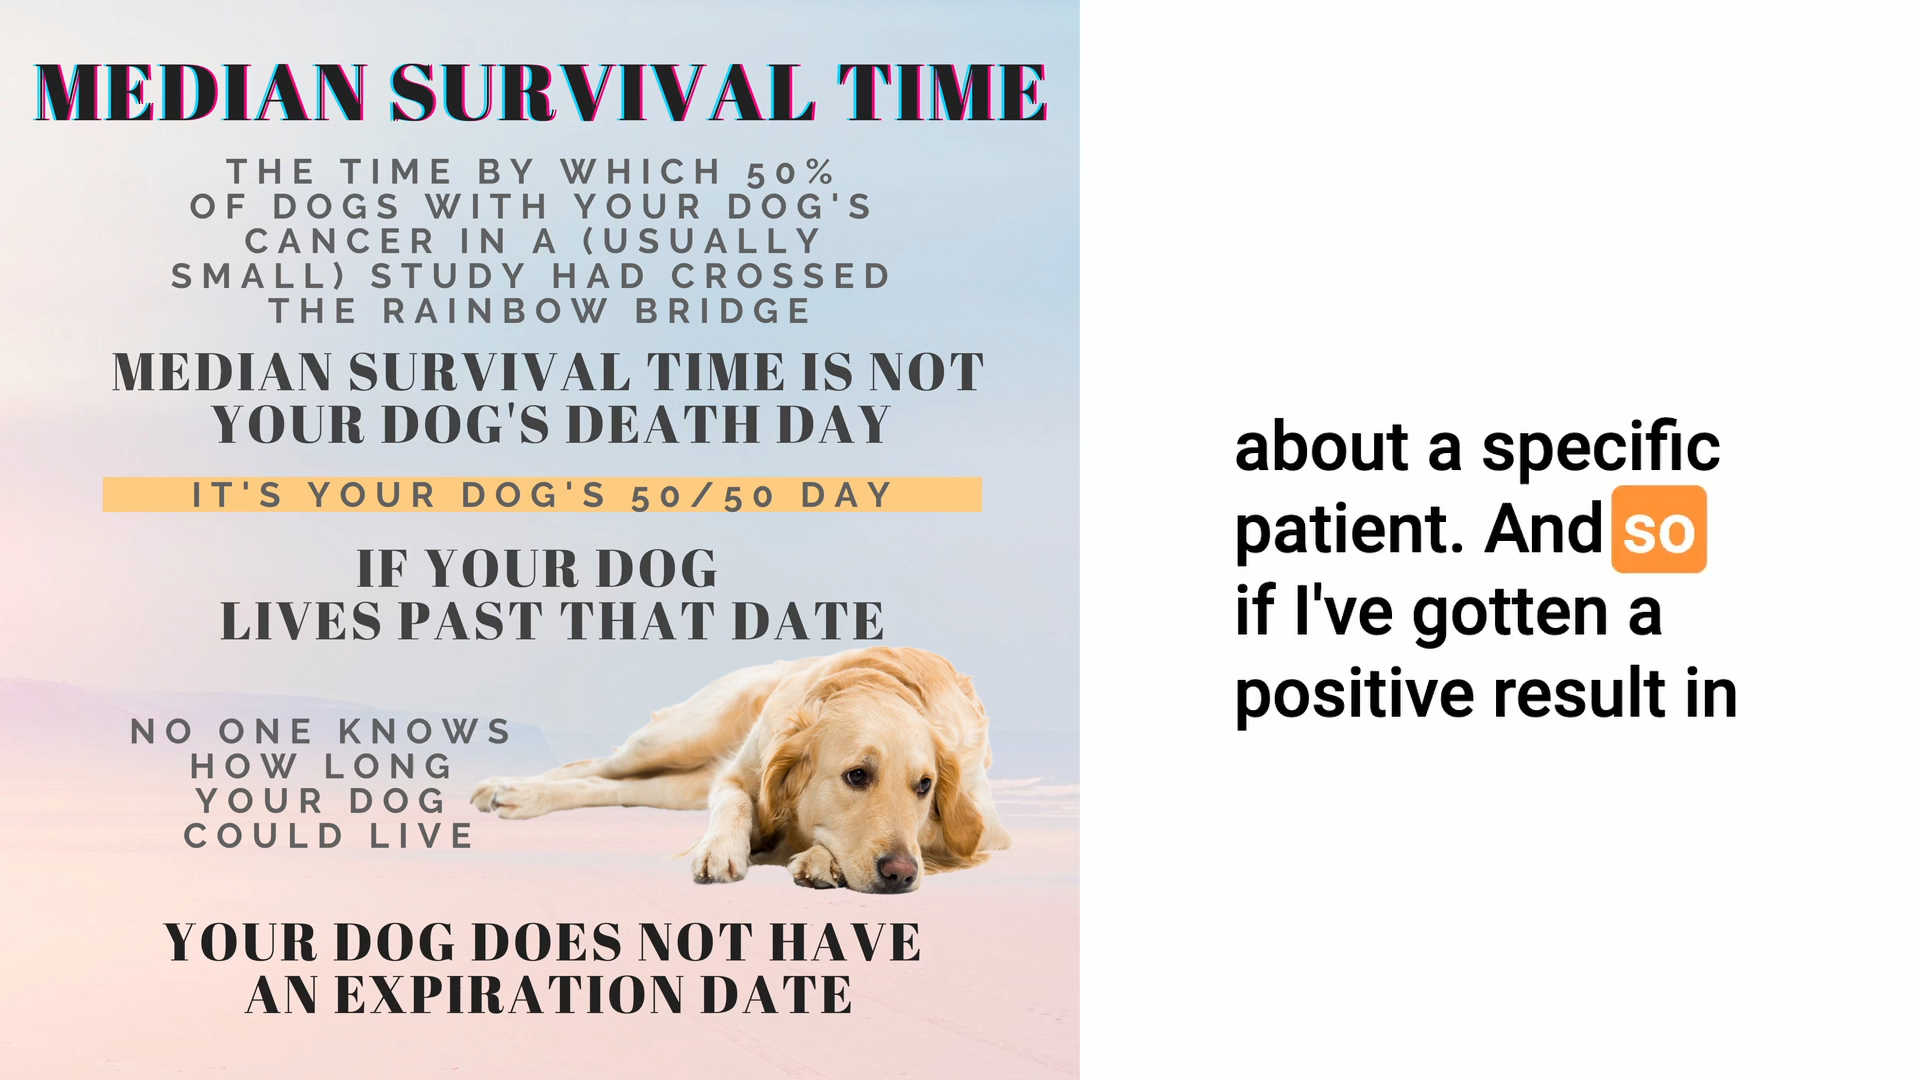 MEDIAN SURVIVAL TIME
THE TIME BY WHICH 50%
OF DOGS WITH YOUR DOG'S
CANCER IN A (USUALLY
SMALL) STUDY HAD CROSSED
THE RAINBOW BRIDGE
MEDIAN SURVIVAL TIME IS NOT
YOUR DOG'S DEATH DAY
IT'S YOUR DOG'S 50/50 DAY
IF YOUR DOG
LIVES PAST THAT DATE
NO ONE KNOWS
HOW LONG
YOUR DOG
COULD LIVE
YOUR DOG DOES NOT HAVE
AN EXPIRATION DATE
about a specific
patient. And so
if I've gotten a
positive result in